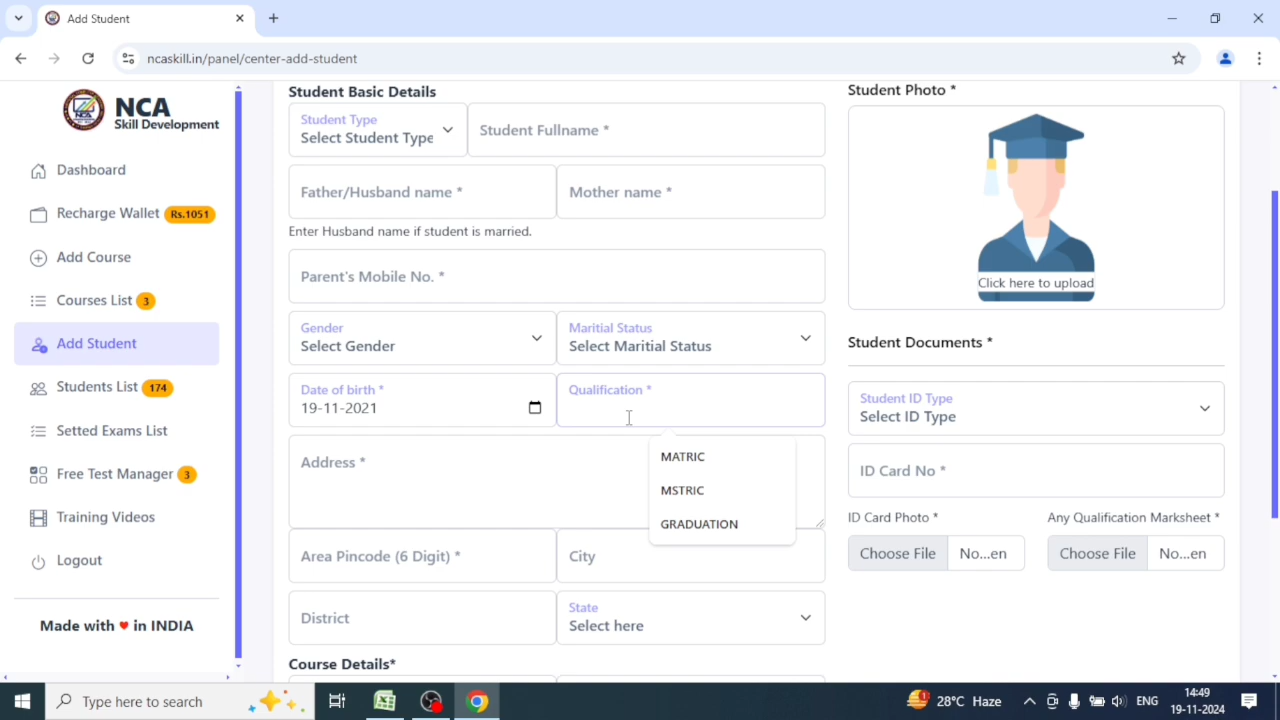 Add Student
ncaskill.in/panel/center-add-student
NCA
Skill Development
Dashboard
Recharge Wallet Rs.1051
Add Course
Courses List 3
Add Student
Students List 174
Setted Exams List
Free Test Manager 3
Training Videos
Logout
Made with ♥ in INDIA
Student Basic Details
Student Type
Select Student Type
Student Fullname *
Father/Husband name *
Mother name *
Enter Husband name if student is married.
Parent's Mobile No. *
Gender
Select Gender
Maritial Status
Select Maritial Status
Date of birth *
19-11-2021
Qualification *
MATRIC
MSTRIC
GRADUATION
Address *
Area Pincode (6 Digit) *
City
District
State
Select here
Course Details*
Student Photo *
Click here to upload
Student Documents *
Student ID Type
Select ID Type
ID Card No *
ID Card Photo *
Any Qualification Marksheet *
Choose File No...en
Choose File No...en
Type here to search
1
28°C Haze
ENG
14:49
19-11-2024